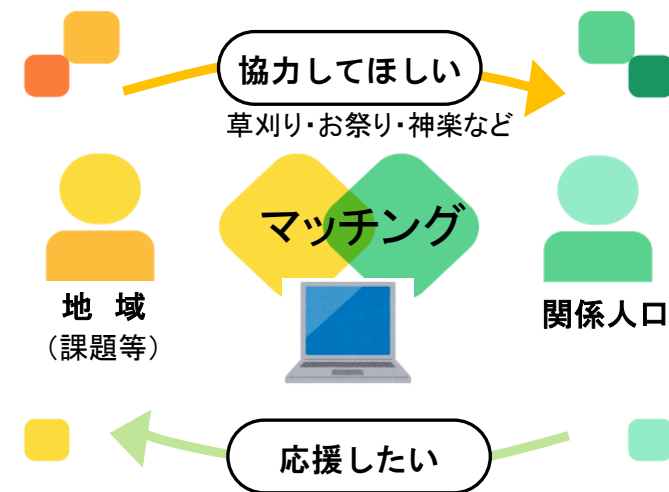 協力してほしい
草刈り・お祭り・神楽など
マッチング
地 域
（課題等）
関係人口
応援したい